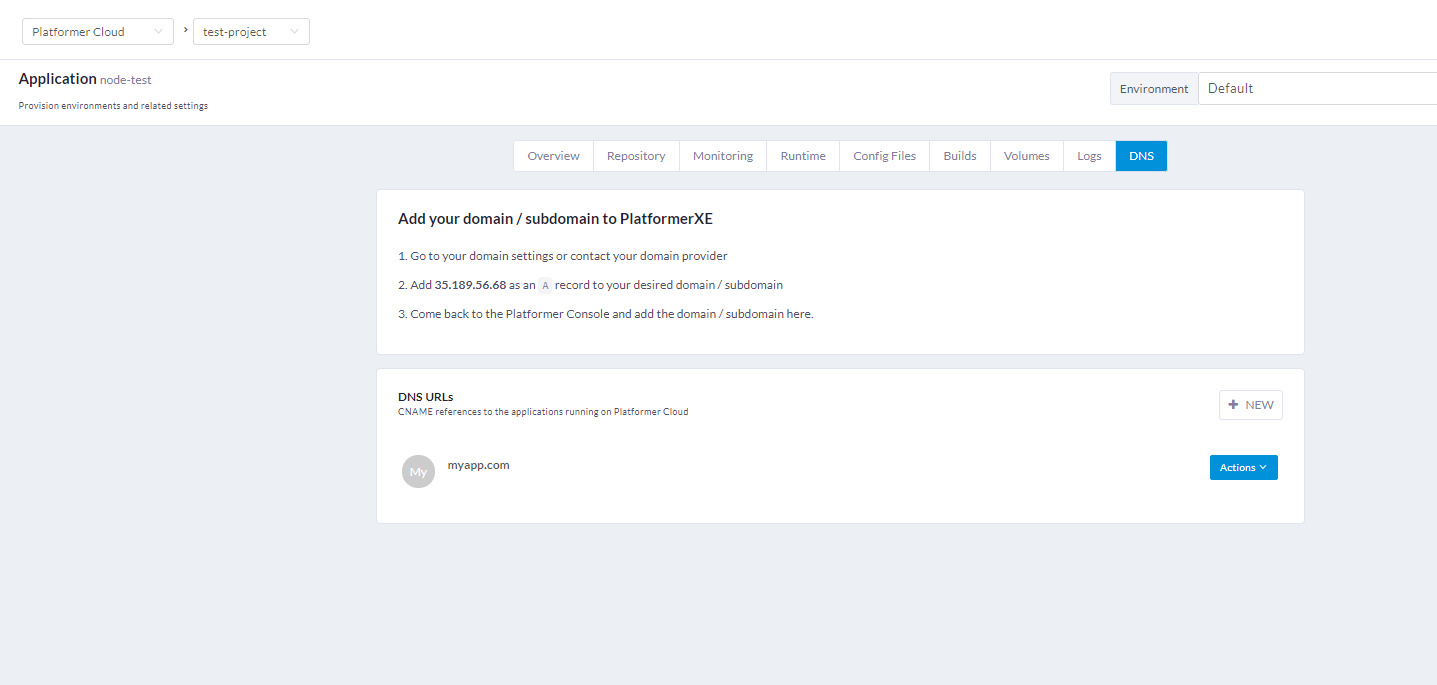 Platformer Cloud › test-project
Application node-test
Provision environments and related settings
Environment Default
Overview Repository Monitoring Runtime Config Files Builds Volumes Logs DNS
Add your domain / subdomain to PlatformerXE
1. Go to your domain settings or contact your domain provider
2. Add 35.189.56.68 as an A record to your desired domain / subdomain
3. Come back to the Platformer Console and add the domain / subdomain here.
DNS URLs
CNAME references to the applications running on Platformer Cloud
+ NEW
My myapp.com
Actions